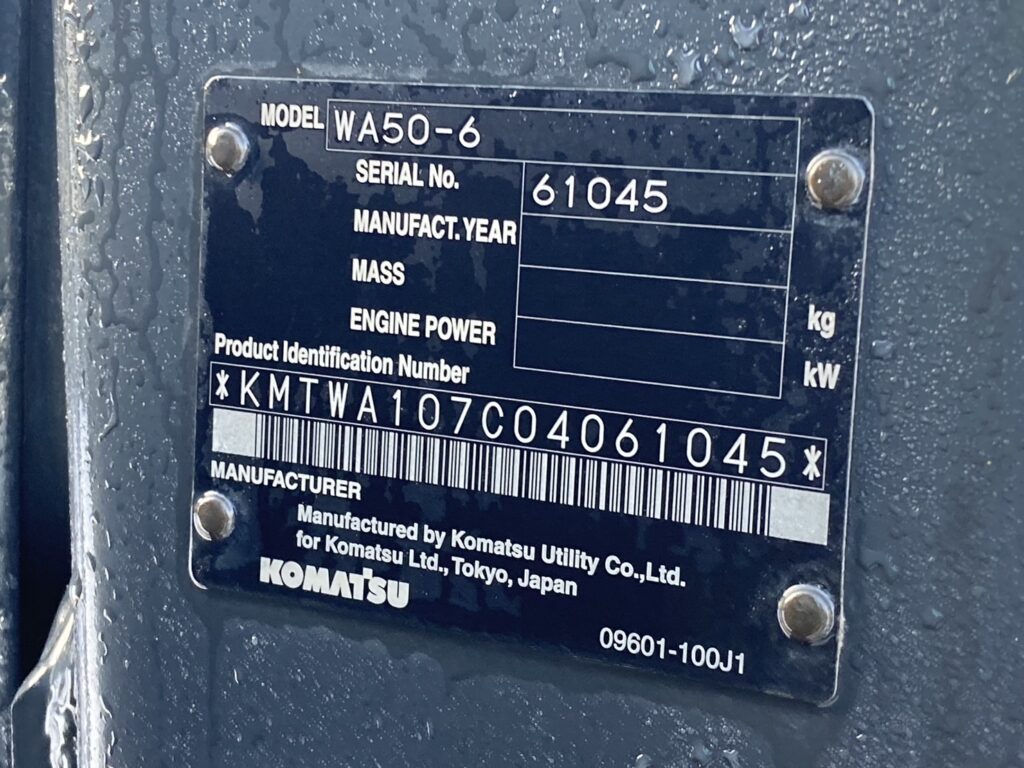 MODEL WA50-6
SERIAL No. 61045
MANUFACT. YEAR
MASS kg
ENGINE POWER kW
Product Identification Number
*KMTWA107C04061045*
MANUFACTURER
Manufactured by Komatsu Utility Co.,Ltd.
for Komatsu Ltd., Tokyo, Japan
KOMATSU
09601-100J1